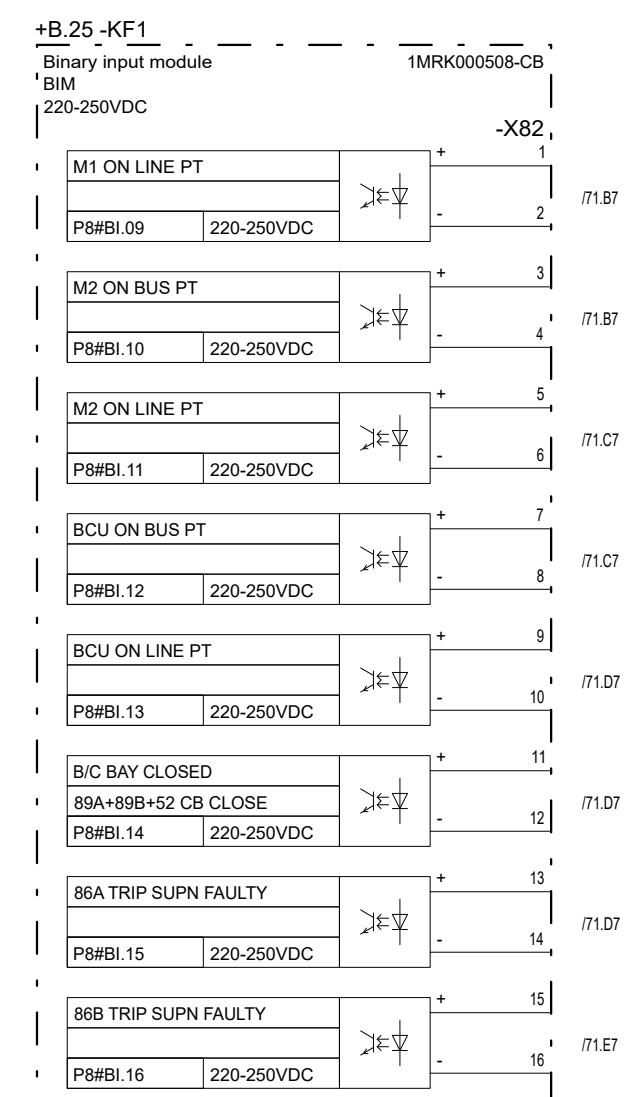 +B.25 -KF1
Binary input module 1MRK000508-CB
BIM
220-250VDC
-X82
+ 1
M1 ON LINE PT
/71.B7
P8#BI.09 220-250VDC - 2
+ 3
M2 ON BUS PT
/71.B7
P8#BI.10 220-250VDC - 4
+ 5
M2 ON LINE PT
/71.C7
P8#BI.11 220-250VDC - 6
+ 7
BCU ON BUS PT
/71.C7
P8#BI.12 220-250VDC - 8
+ 9
BCU ON LINE PT
/71.D7
P8#BI.13 220-250VDC - 10
+ 11
B/C BAY CLOSED
89A+89B+52 CB CLOSE /71.D7
P8#BI.14 220-250VDC - 12
+ 13
86A TRIP SUPN FAULTY
/71.D7
P8#BI.15 220-250VDC - 14
+ 15
86B TRIP SUPN FAULTY
/71.E7
P8#BI.16 220-250VDC - 16